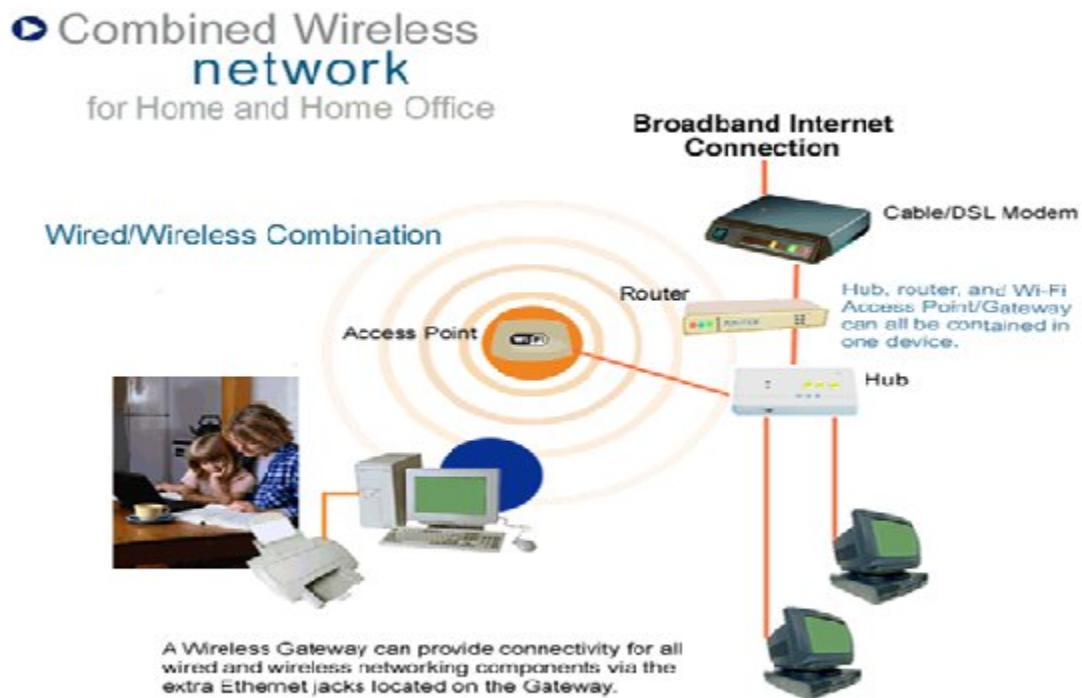 Combined Wireless
network
for Home and Home Office
Broadband Internet
Connection
Cable/DSL Modem
Wired/Wireless Combination
Router
Hub, router, and Wi-Fi
Access Point/Gateway
can all be contained in
one device.
Access Point
Wi Fi
Hub
A Wireless Gateway can provide connectivity for all
wired and wireless networking components via the
extra Ethernet jacks located on the Gateway.